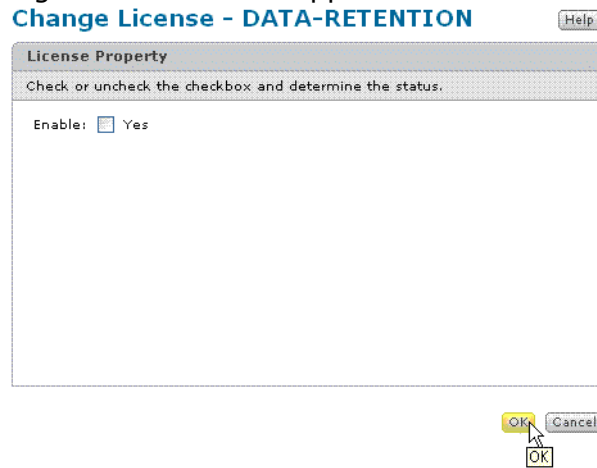 Change License - DATA-RETENTION
Help
License Property
Check or uncheck the checkbox and determine the status.
Enable: Yes
OK Cancel
OK